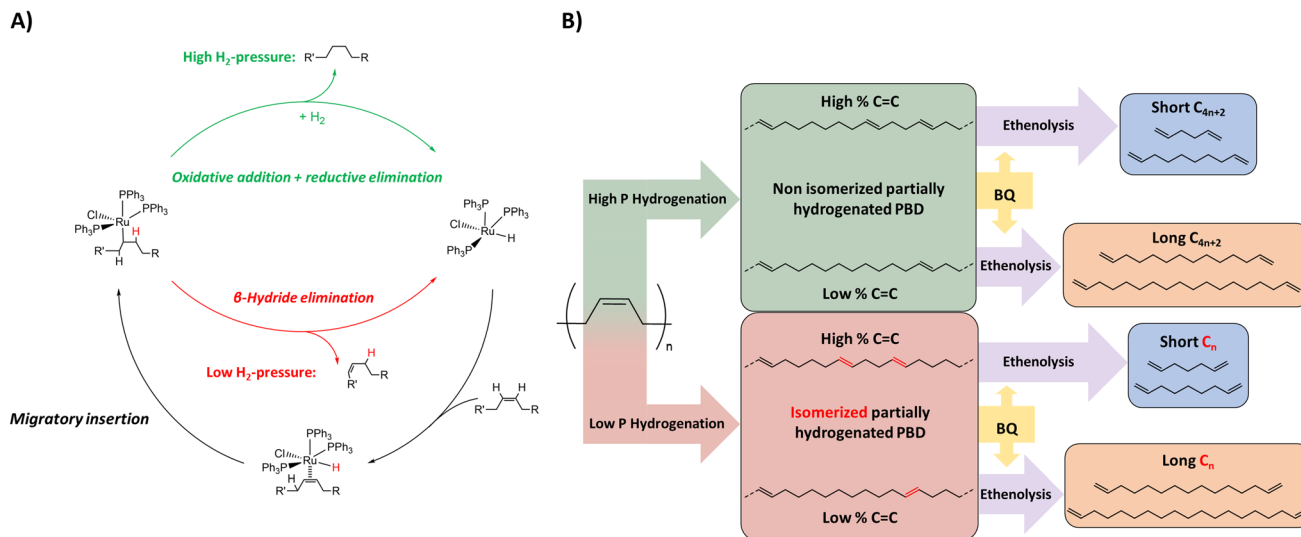 A)
High H₂-pressure:
R'
R
+ H₂
Oxidative addition + reductive elimination
PPh₃
Cl
PPh₃
Ru
Ph₃P
H
R'
R
H
Ph₃P
PPh₃
Cl
Ru
H
Ph₃P
β-Hydride elimination
Low H₂-pressure:
H
R'
R
H H
R'
R
Migratory insertion
PPh₃
Cl
PPh₃
Ru
Ph₃P
H
H
R'
R
B)
n
High P Hydrogenation
Low P Hydrogenation
High % C=C
Non isomerized partially
hydrogenated PBD
Low % C=C
High % C=C
Isomerized partially
hydrogenated PBD
Low % C=C
Ethenolysis
BQ
Ethenolysis
Ethenolysis
BQ
Ethenolysis
Short C₄ₙ₊₂
Long C₄ₙ₊₂
Short Cₙ
Long Cₙ